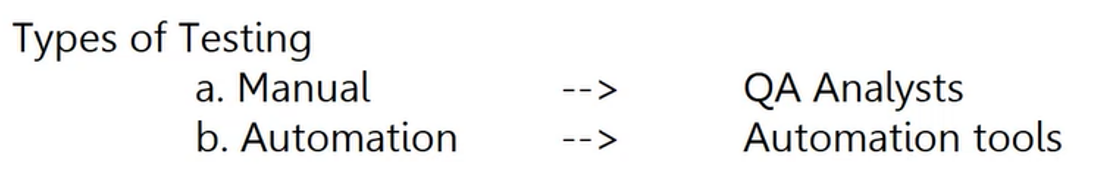 Types of Testing
a. Manual --> QA Analysts
b. Automation --> Automation tools